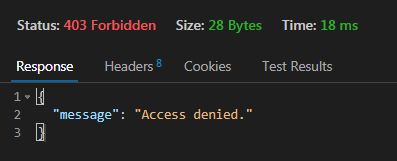 Status: 403 Forbidden Size: 28 Bytes Time: 18 ms
Response Headers 8 Cookies Test Results
1 {
2 "message": "Access denied."
3 }